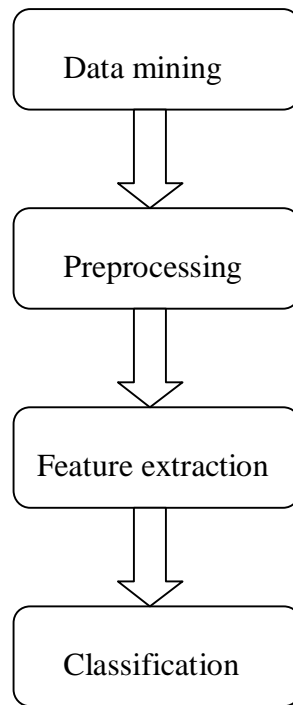 Data mining
Preprocessing
Feature extraction
Classification